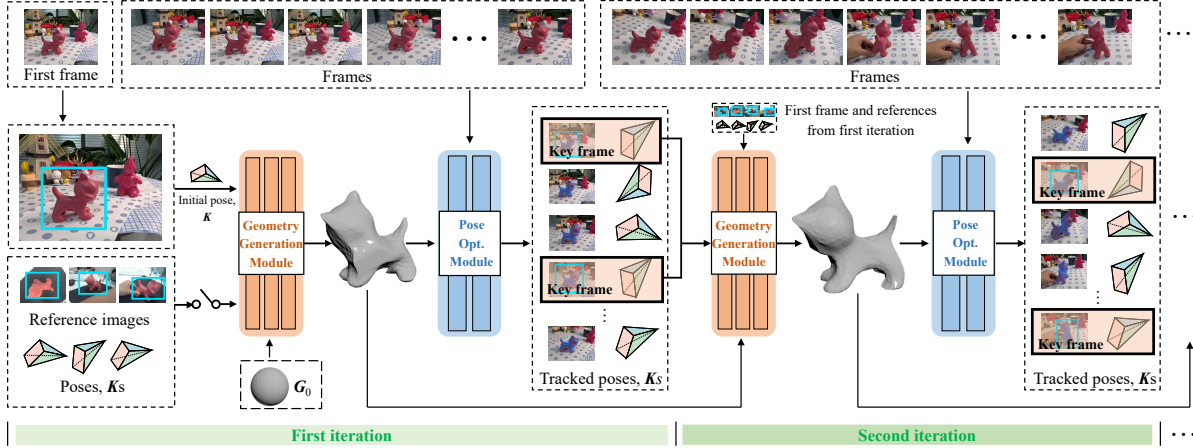 First frame
Frames
Frames
First frame and references
from first iteration
Initial pose,
K
Geometry
Generation
Module
Pose
Opt.
Module
Key frame
Key frame
Geometry
Generation
Module
Pose
Opt.
Module
Key frame
Key frame
Reference images
Poses, Ks
G0
Tracked poses, Ks
Tracked poses, Ks
First iteration
Second iteration